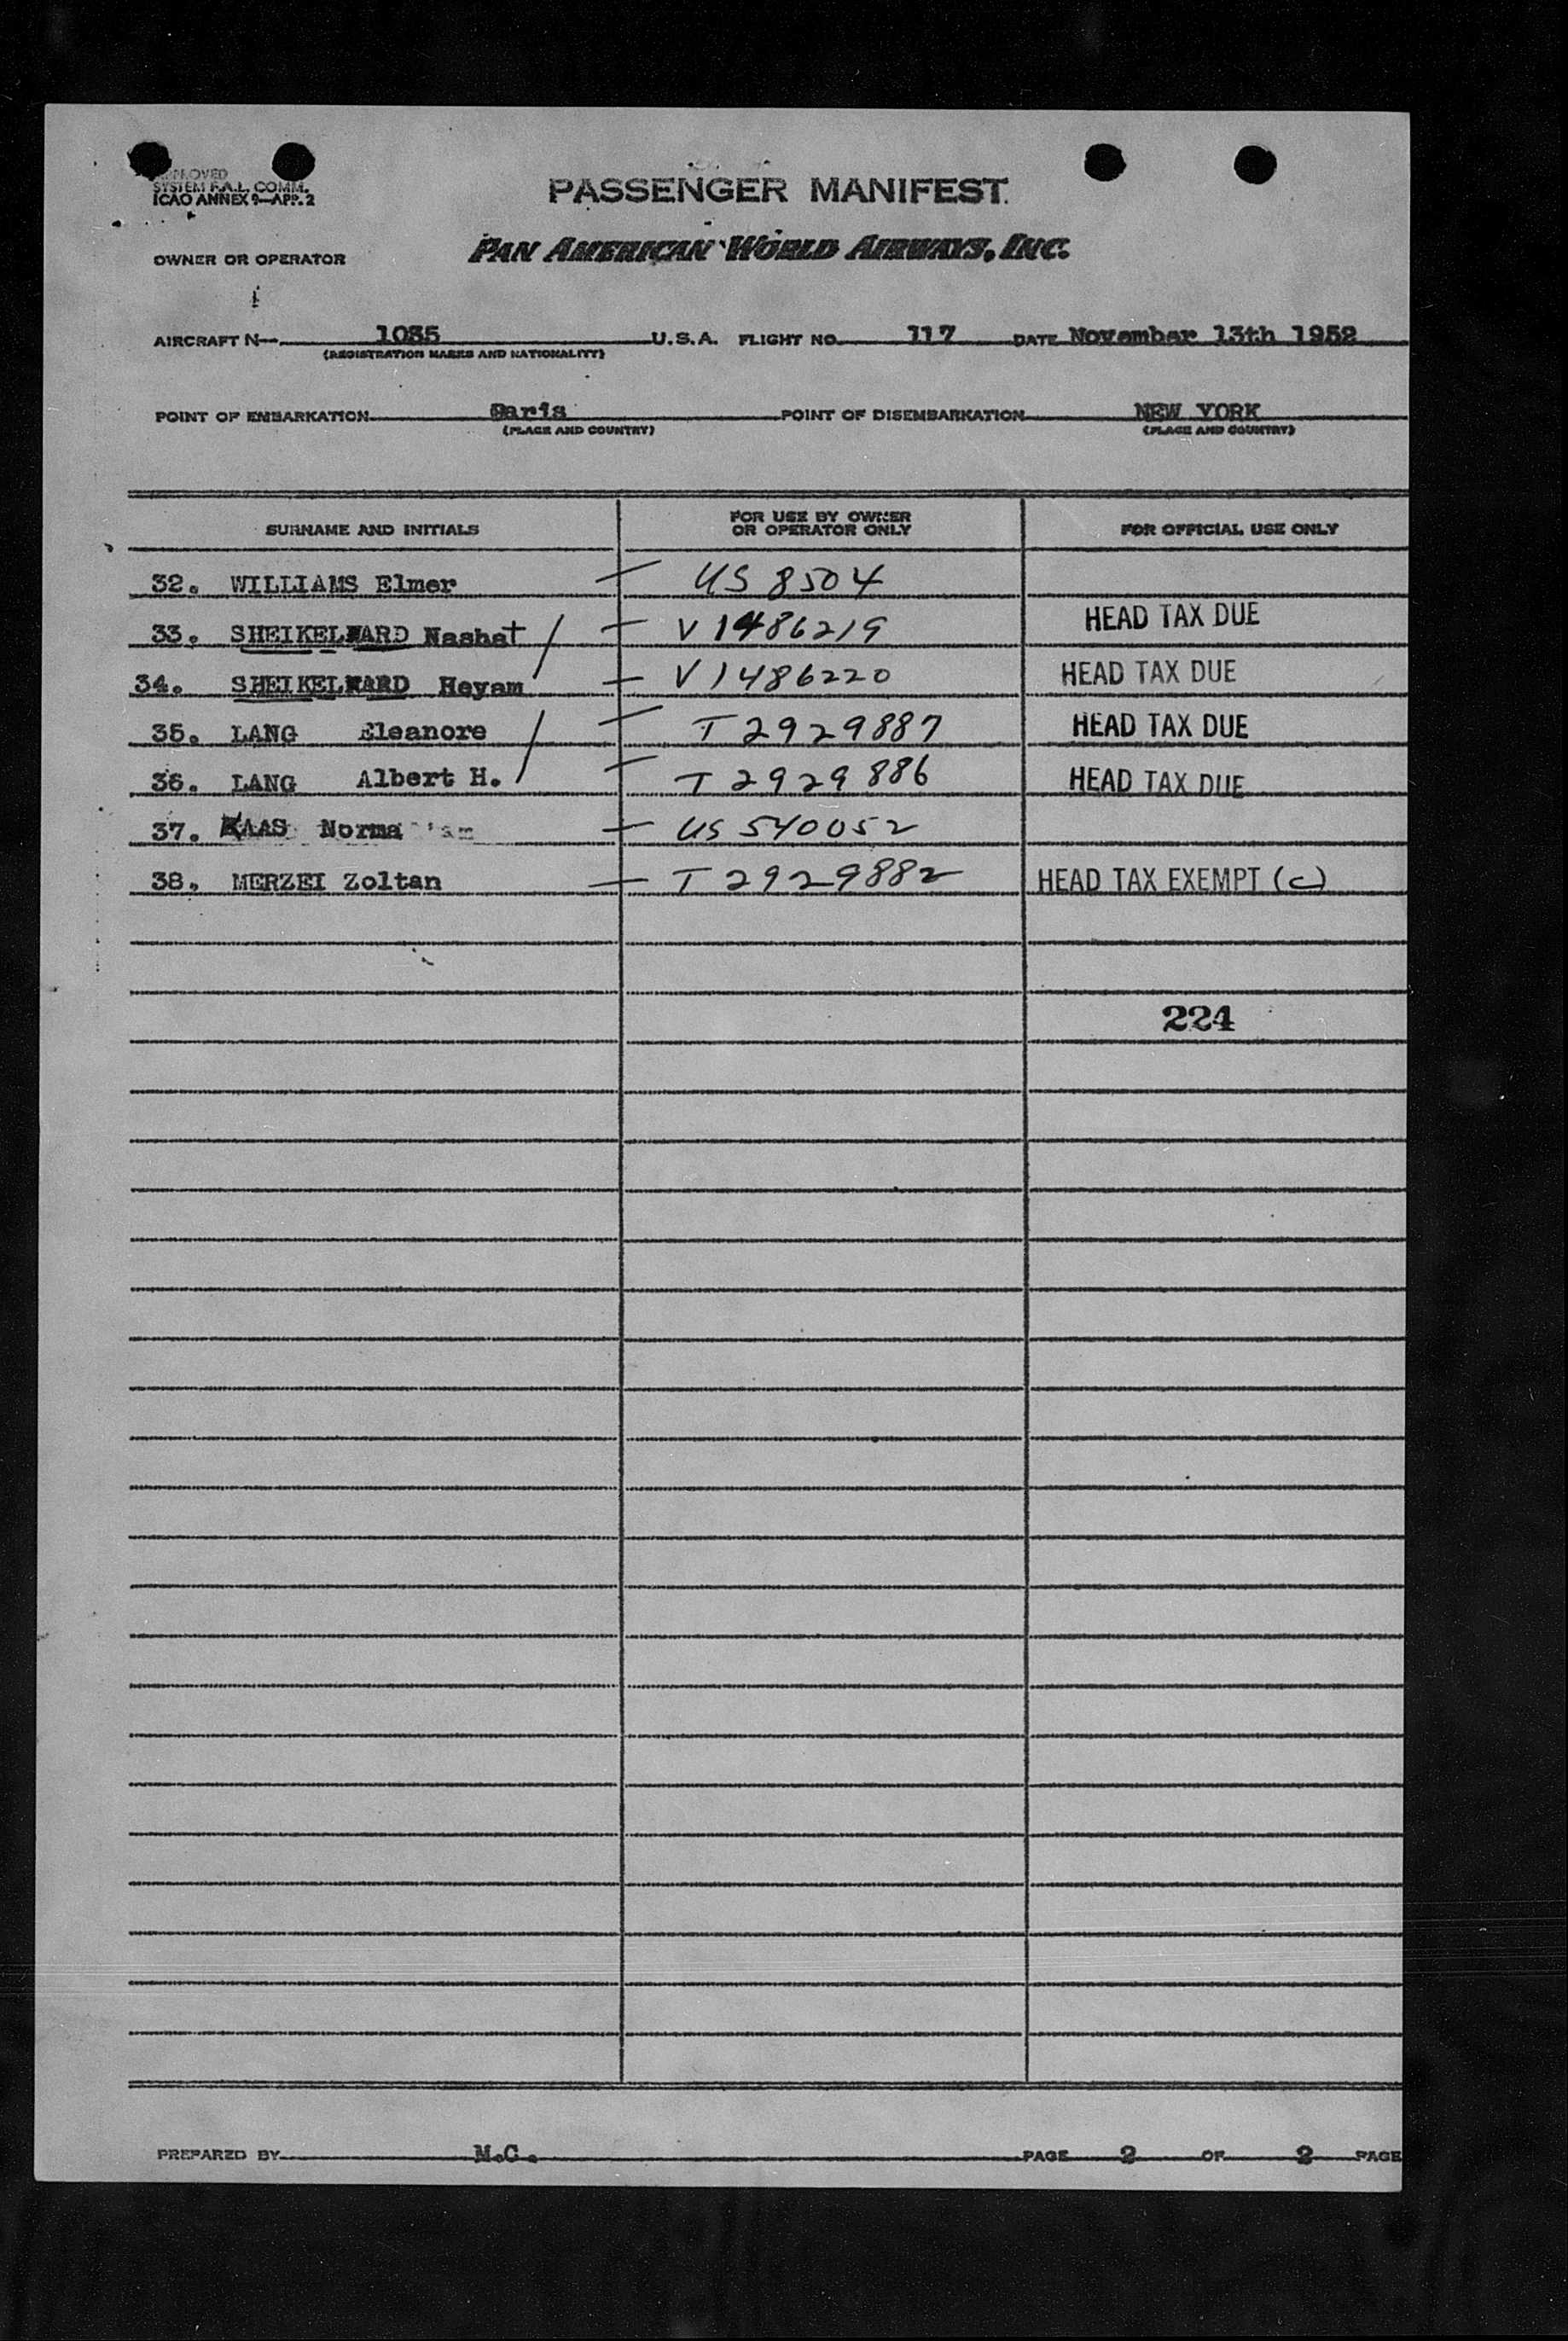 APPROVED
SYSTEM F.A.L. COMM.
ICAO ANNEX 9—APP. 2
PASSENGER MANIFEST
OWNER OR OPERATOR PAN AMERICAN WORLD AIRWAYS, INC.
AIRCRAFT N— 1035 U.S.A. FLIGHT NO. 117 DATE November 13th 1952
(REGISTRATION MARKS AND NATIONALITY)
POINT OF EMBARKATION Paris POINT OF DISEMBARKATION NEW YORK
(PLACE AND COUNTRY) (PLACE AND COUNTRY)
SURNAME AND INITIALS FOR USE BY OWNER OR OPERATOR ONLY FOR OFFICIAL USE ONLY
32. WILLIAMS Elmer — US 8504
33. SHEIKELWARD Nashat / — V 1486219 HEAD TAX DUE
34. SHEIKELWARD Heyam — V 1486220 HEAD TAX DUE
35. LANG Eleanore / — T 2929887 HEAD TAX DUE
36. LANG Albert H. — T 2929886 HEAD TAX DUE
37. KAAS Norma — US 540052
38. MERZEI Zoltan — T 2929882 HEAD TAX EXEMPT (c)
224
PREPARED BY M.C. PAGE 2 OF 2 PAGE